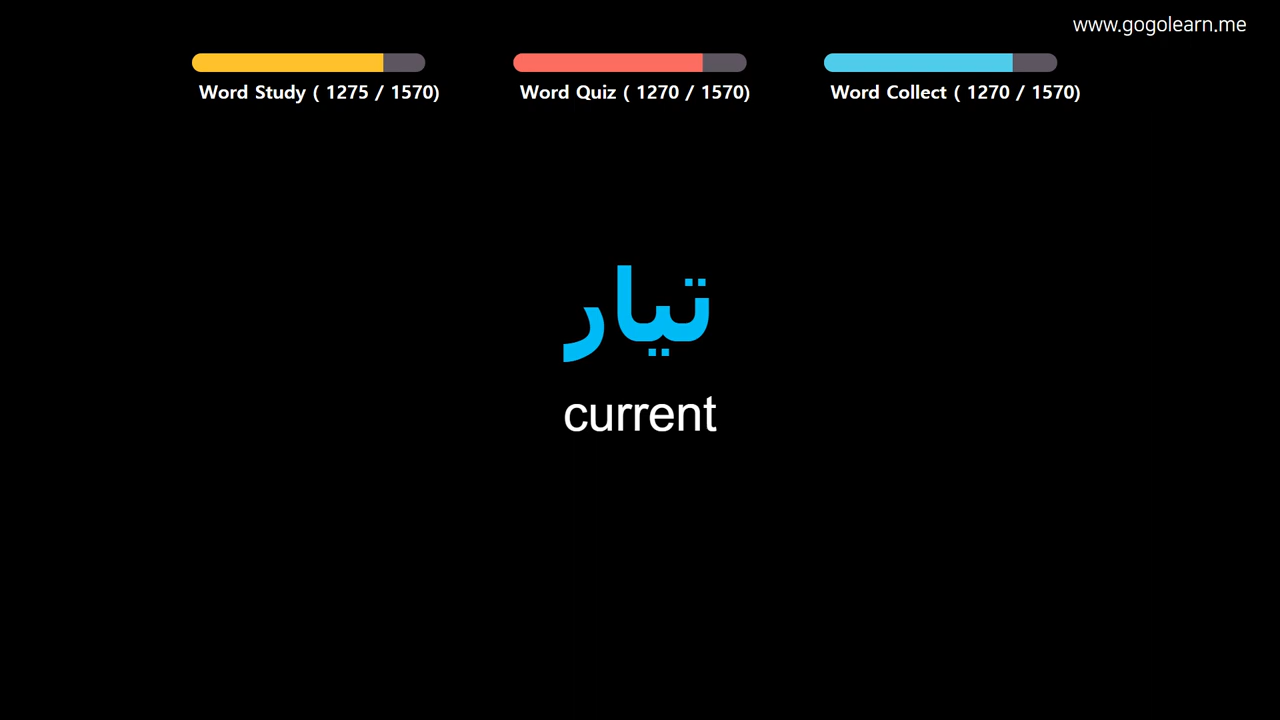 www.gogolearn.me
Word Study ( 1275 / 1570)
Word Quiz ( 1270 / 1570)
Word Collect ( 1270 / 1570)
تيار
current